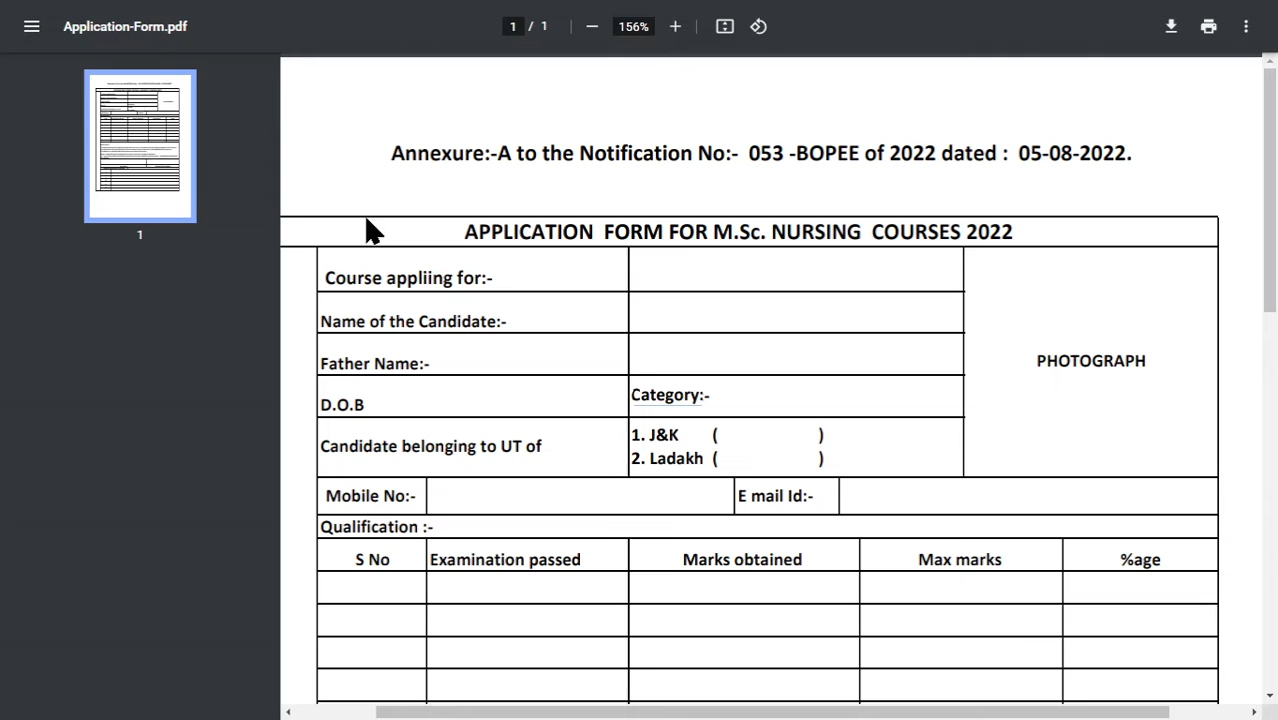 Application-Form.pdf
1 / 1
156%
1
Annexure:-A to the Notification No:- 053 -BOPEE of 2022 dated : 05-08-2022.
APPLICATION FORM FOR M.Sc. NURSING COURSES 2022
Course appliing for:-
Name of the Candidate:-
Father Name:-
PHOTOGRAPH
D.O.B Category:-
Candidate belonging to UT of
1. J&K ( )
2. Ladakh ( )
Mobile No:- E mail Id:-
Qualification :-
S No Examination passed Marks obtained Max marks %age